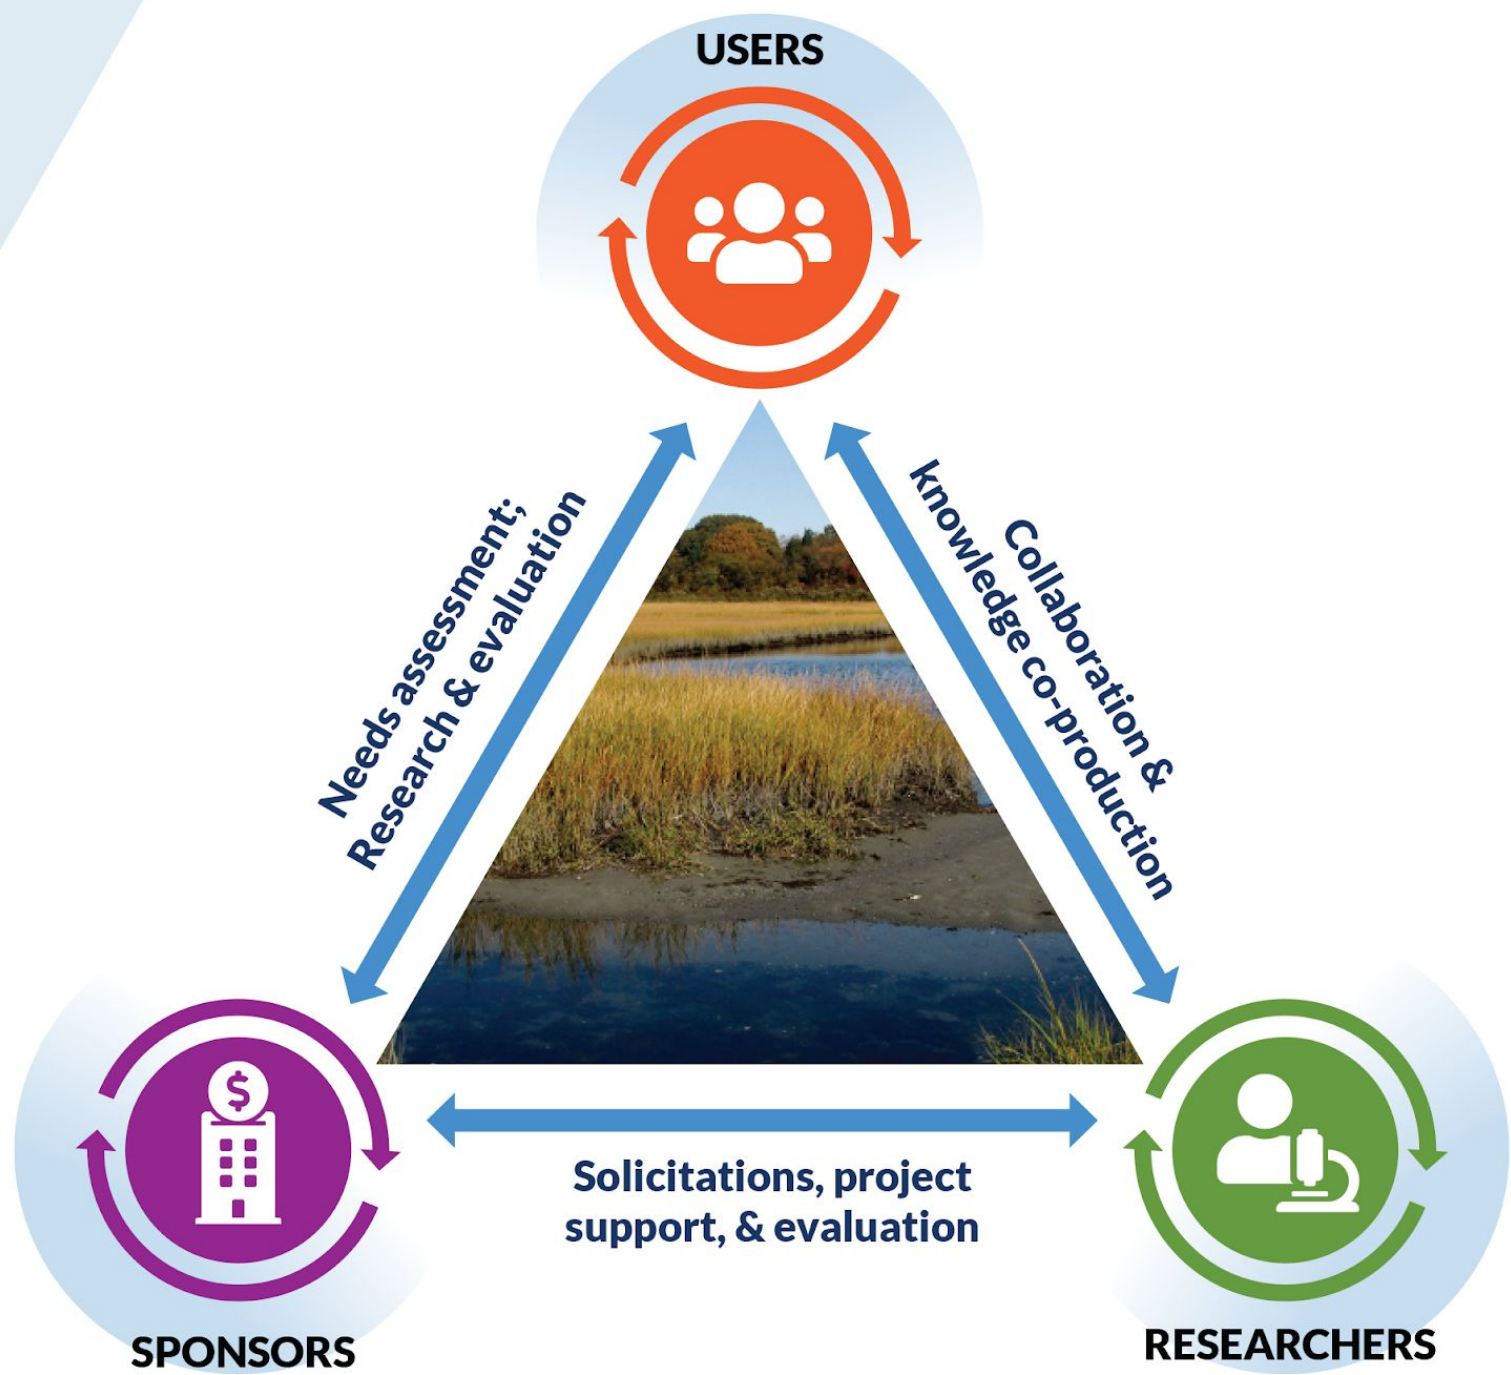 USERS
Needs assessment;
Research & evaluation
Collaboration &
knowledge co-production
Solicitations, project
support, & evaluation
$
SPONSORS
RESEARCHERS